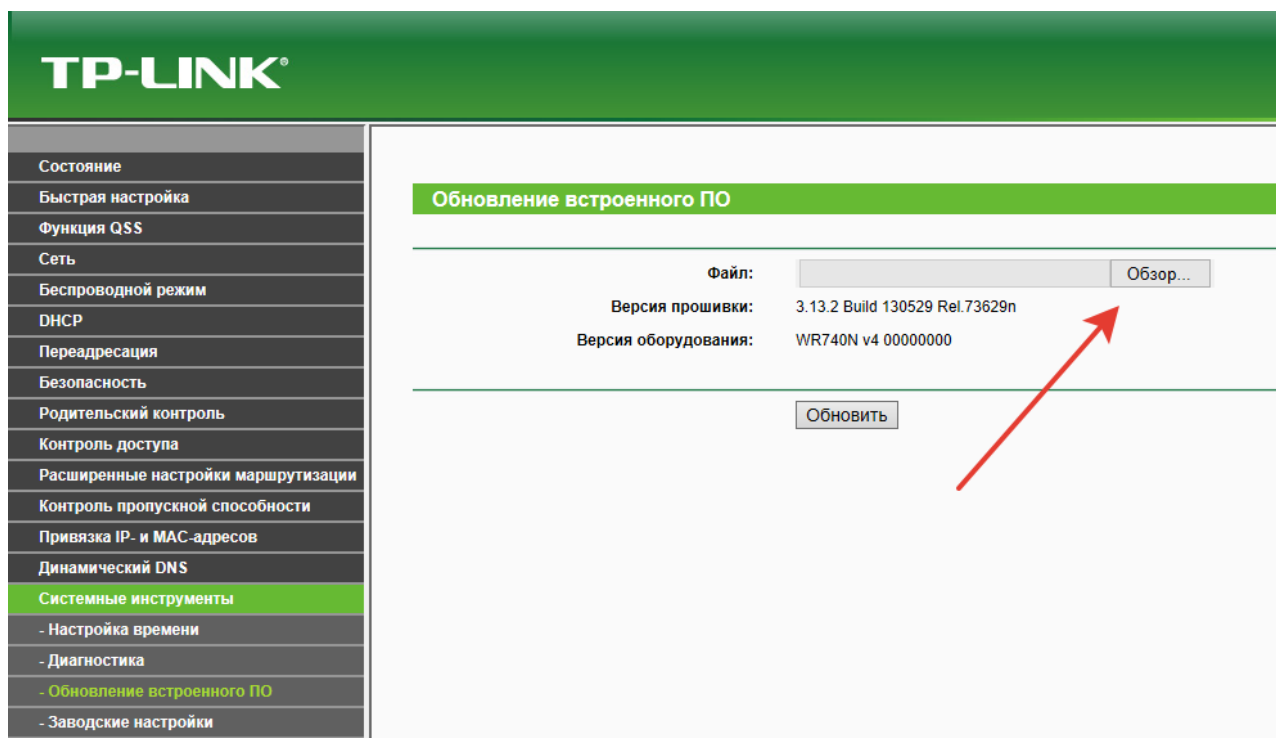 TP-LINK®
Состояние
Быстрая настройка
Функция QSS
Сеть
Беспроводной режим
DHCP
Переадресация
Безопасность
Родительский контроль
Контроль доступа
Расширенные настройки маршрутизации
Контроль пропускной способности
Привязка IP- и MAC-адресов
Динамический DNS
Системные инструменты
- Настройка времени
- Диагностика
- Обновление встроенного ПО
- Заводские настройки
Обновление встроенного ПО
Файл: Обзор...
Версия прошивки: 3.13.2 Build 130529 Rel.73629n
Версия оборудования: WR740N v4 00000000
Обновить